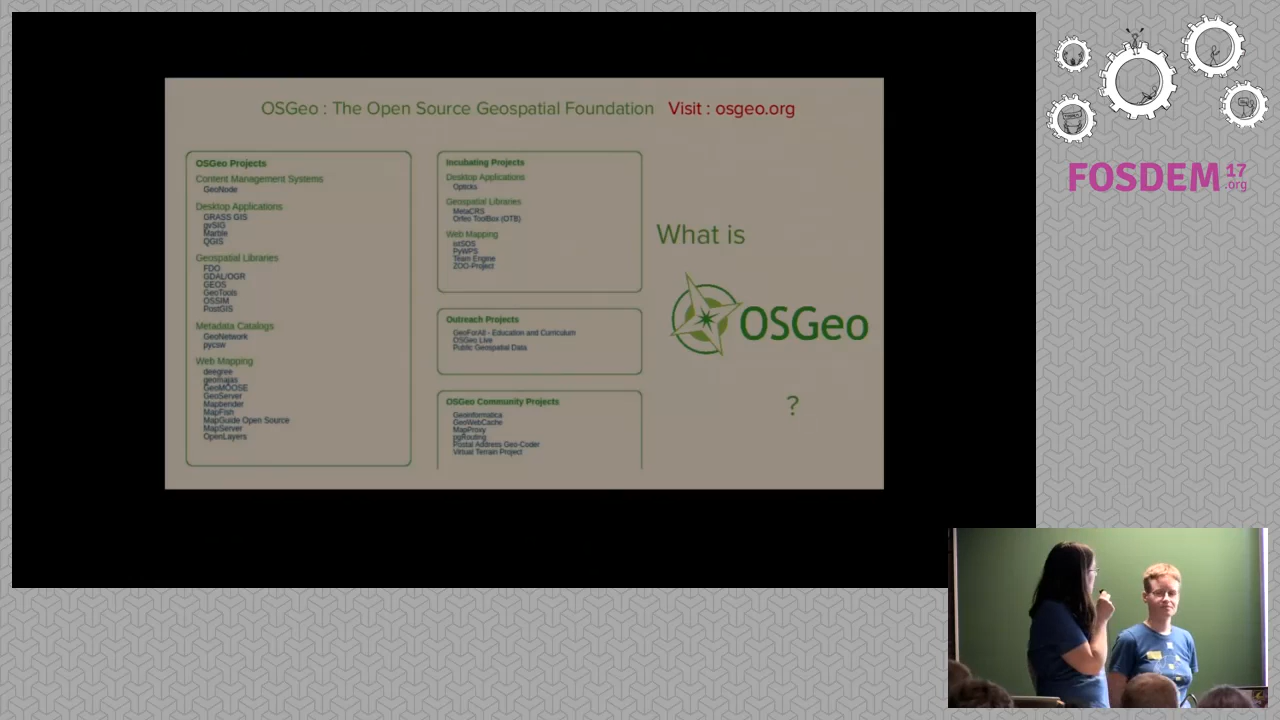 OSGeo : The Open Source Geospatial Foundation Visit : osgeo.org
OSGeo Projects
Content Management Systems
GeoNode
Desktop Applications
GRASS GIS
gvSIG
Marble
QGIS
Geospatial Libraries
FDO
GDAL/OGR
GEOS
GeoTools
OSSIM
PostGIS
Metadata Catalogs
GeoNetwork
pycsw
Web Mapping
deegree
geomajas
GeoMOOSE
GeoServer
Mapbender
MapFish
MapGuide Open Source
MapServer
OpenLayers
Incubating Projects
Desktop Applications
Opticks
Geospatial Libraries
MetaCRS
Orfeo ToolBox (OTB)
Web Mapping
istSOS
PyWPS
Team Engine
ZOO-Project
Outreach Projects
GeoForAll - Education and Curriculum
OSGeo Live
Public Geospatial Data
OSGeo Community Projects
Geoinformatica
GeoWebCache
MapProxy
pgRouting
Postal Address Geo-Coder
Virtual Terrain Project
What is
OSGeo
?
FOSDEM 17
.org